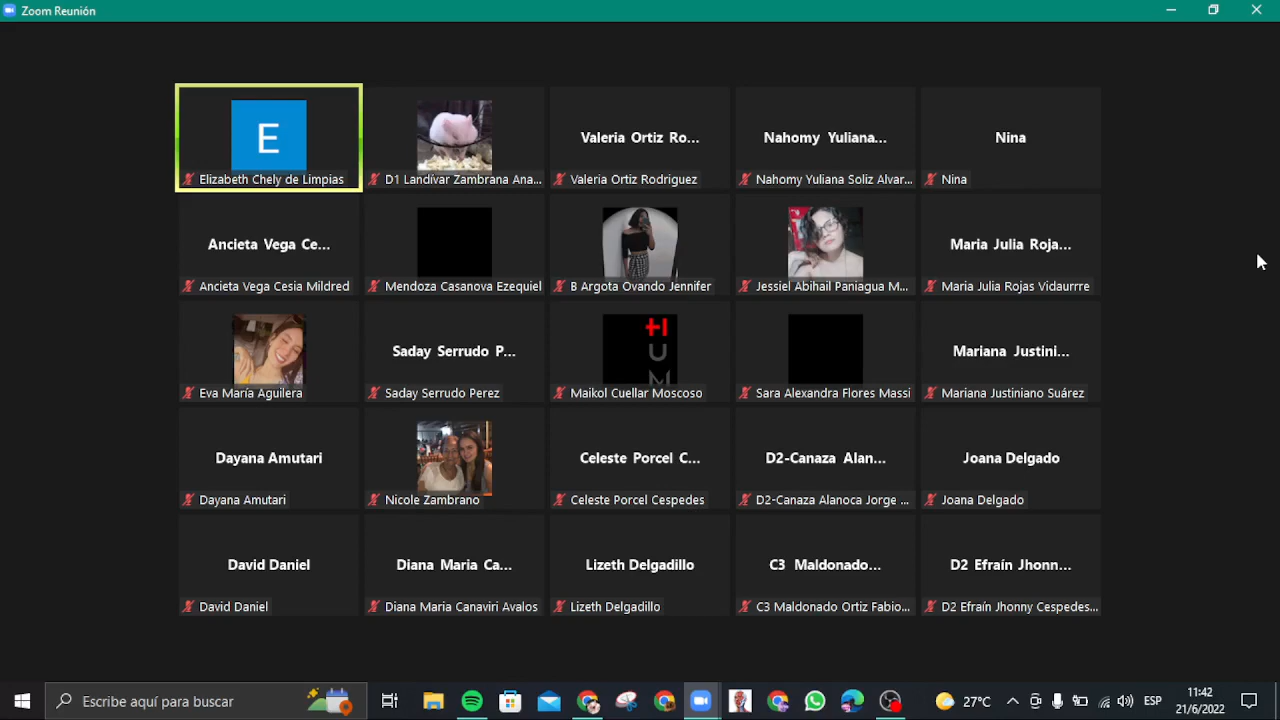 Zoom Reunión
E
Elizabeth Chely de Limpias
D1 Landívar Zambrana Ana...
Valeria Ortiz Ro...
Valeria Ortiz Rodriguez
Nahomy Yuliana...
Nahomy Yuliana Soliz Alvar...
Nina
Nina
Ancieta Vega Ce...
Ancieta Vega Cesia Mildred
Mendoza Casanova Ezequiel
B Argota Ovando Jennifer
Jessiel Abihail Paniagua M...
Maria Julia Roja...
Maria Julia Rojas Vidaurrre
Eva María Aguilera
Saday Serrudo P...
Saday Serrudo Perez
H
U
M
Maikol Cuellar Moscoso
Sara Alexandra Flores Massi
Mariana Justini...
Mariana Justiniano Suárez
Dayana Amutari
Dayana Amutari
Nicole Zambrano
Celeste Porcel C...
Celeste Porcel Cespedes
D2-Canaza Alan...
D2-Canaza Alanoca Jorge ...
Joana Delgado
Joana Delgado
David Daniel
David Daniel
Diana Maria Ca...
Diana Maria Canaviri Avalos
Lizeth Delgadillo
Lizeth Delgadillo
C3 Maldonado...
C3 Maldonado Ortiz Fabio...
D2 Efraín Jhonn...
D2 Efraín Jhonny Cespedes...
Escribe aquí para buscar
27°C
ESP
11:42
21/6/2022